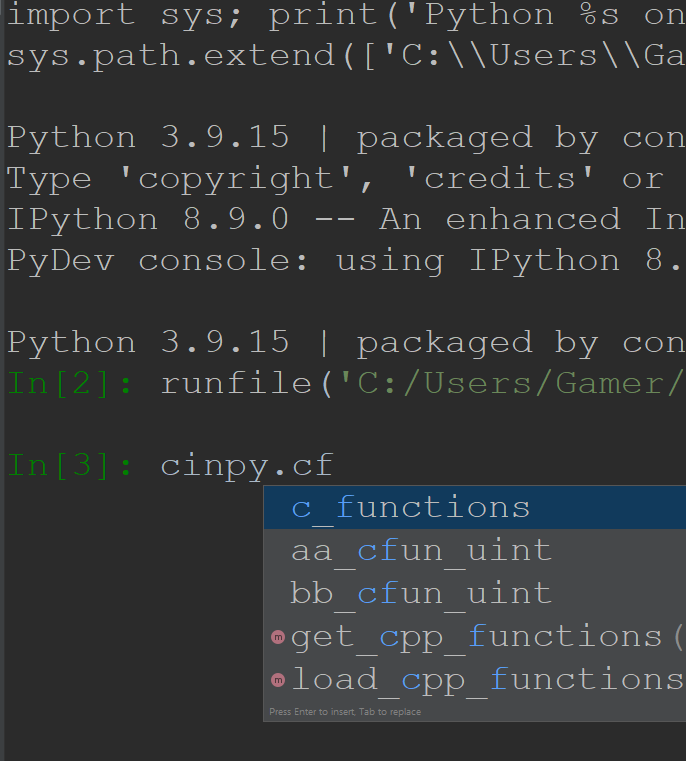 import sys; print('Python %s on
sys.path.extend(['C:\\Users\\Ga
Python 3.9.15 | packaged by con
Type 'copyright', 'credits' or
IPython 8.9.0 -- An enhanced In
PyDev console: using IPython 8.
Python 3.9.15 | packaged by con
In[2]: runfile('C:/Users/Gamer/
In[3]: cinpy.cf
c_functions
aa_cfun_uint
bb_cfun_uint
m get_cpp_functions(
m load_cpp_functions
Press Enter to insert, Tab to replace